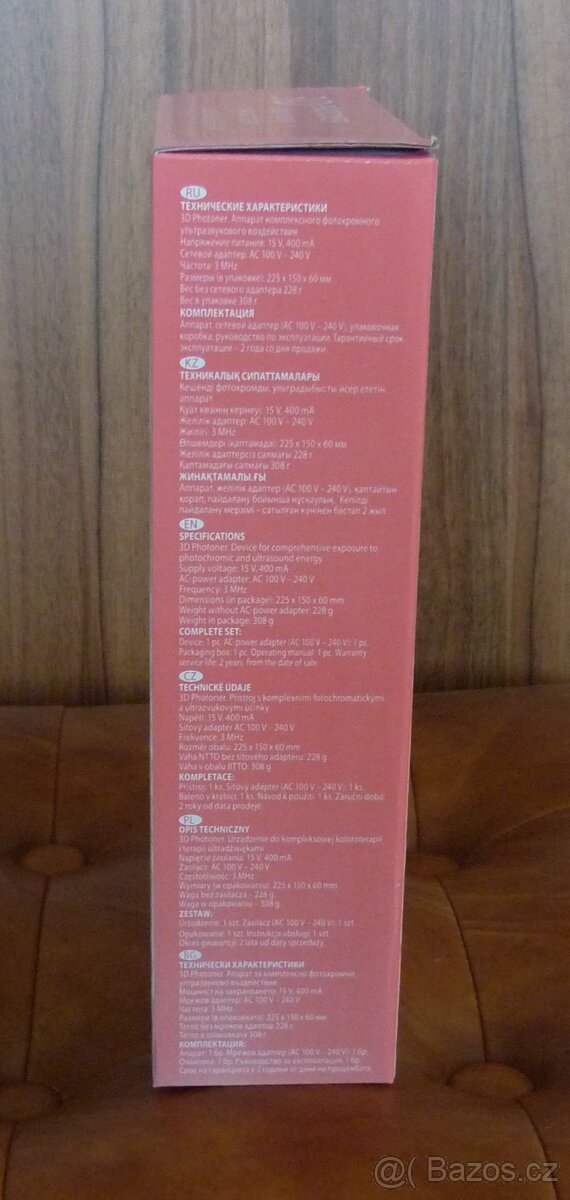 RU
ТЕХНИЧЕСКИЕ ХАРАКТЕРИСТИКИ
3D Photoner. Аппарат комплексного фотохромного,
ультразвукового воздействия
Напряжение питания: 15 V, 400 mA
Сетевой адаптер: AC 100 V – 240 V
Частота: 3 MHz
Размеры (в упаковке): 225 x 150 x 60 мм
Вес без сетевого адаптера 228 г
Вес в упаковке 308 г
КОМПЛЕКТАЦИЯ
Аппарат, сетевой адаптер (AC 100 V – 240 V), упаковочная
коробка, руководство по эксплуатации. Гарантийный срок
эксплуатации – 2 года со дня продажи.
KZ
ТЕХНИКАЛЫҚ СИПАТТАМАЛАРЫ
Кешенді фотохромды, ультрадыбысты әсер ететін
аппарат
Қуат көзінің кернеуі: 15 V, 400 mA
Желілік адаптер: AC 100 V – 240 V
Жиілігі: 3 MHz
Өлшемдері (қаптамада): 225 x 150 x 60 мм
Желілік адаптерсіз салмағы 228 г
Қаптамадағы салмағы 308 г
ЖИНАҚТАМАЛЫ,ҒЫ
Аппарат, желілік адаптер (AC 100 V – 240 V), қаптайтын
қорап, пайдалану бойынша нұсқаулық. Кепілді
пайдалану мерзімі – сатылған күнінен бастап 2 жыл.
EN
SPECIFICATIONS
3D Photoner. Device for comprehensive exposure to
photochromic and ultrasound energy
Supply voltage: 15 V, 400 mA
AC-power adapter: AC 100 V – 240 V
Frequency: 3 MHz
Dimensions (in package): 225 x 150 x 60 mm
Weight without AC-power adapter: 228 g
Weight in package: 308 g
COMPLETE SET:
Device: 1 pc. AC-power adapter (AC 100 V – 240 V): 1 pc.
Packaging box: 1 pc. Operating manual: 1 pc. Warranty
service life: 2 years from the date of sale.
CZ
TECHNICKÉ ÚDAJE
3D Photoner. Přístroj s komplexními fotochromatickými
a ultrazvukovými účinky
Napětí: 15 V, 400 mA
Síťový adaptér AC 100 V – 240 V
Frekvence: 3 MHz
Rozměr obalu: 225 x 150 x 60 mm
Váha NTTO bez síťového adaptéru: 228 g
Váha v obalu BTTO: 308 g
KOMPLETACE:
Přístroj: 1 ks. Síťový adaptér (AC 100 V – 240 V): 1 ks.
Baleno v krabici: 1 ks. Návod k použití: 1 ks. Záruční doba:
2 roky od data prodeje.
PL
OPIS TECHNICZNY
3D Photoner. Urządzenie do kompleksowej koloroterapii
i terapii ultradźwiękami
Napięcie zasilania: 15 V, 400 mA
Zasilacz: AC 100 V – 240 V
Częstotliwość: 3 MHz
Wymiary (w opakowaniu): 225 x 150 x 60 mm.
Waga bez zasilacza – 228 g
Waga w opakowaniu – 308 g.
ZESTAW:
Urządzenie: 1 szt. Zasilacz (AC 100 V – 240 V): 1 szt.
Opakowanie: 1 szt. Instrukcja obsługi: 1 szt.
Okres gwarancji: 2 lata od daty sprzedaży.
BG
ТЕХНИЧЕСКИ ХАРАКТЕРИСТИКИ
3D Photoner. Апарат за комплексно фотохромно,
ултразвуково въздействие
Мощност на захранването: 15 V, 400 mA
Мрежов адаптер: AC 100 V – 240 V
Частота: 3 MHz
Размери (в опаковката): 225 x 150 x 60 мм.
Тегло без мрежов адаптор 228 г.
Тегло в опаковката 308 г.
КОМПЛЕКТАЦИЯ:
Апарат: 1 бр. Мрежов адаптер (AC 100 V – 240 V): 1 бр.
Опаковка: 1 бр. Ръководство за експлоатация: 1 бр.
Срок на гаранцията 2 години от деня на продажбата.
@( Bazos.cz